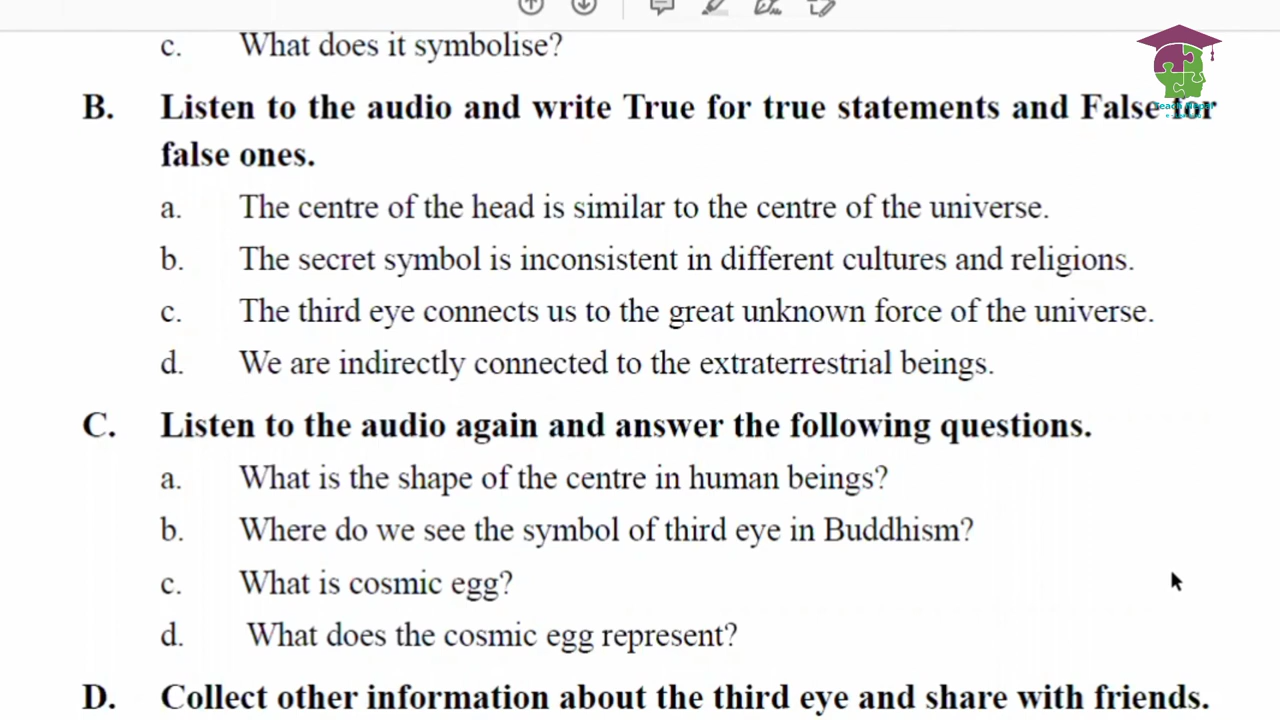 c. What does it symbolise?
B. Listen to the audio and write True for true statements and False for
false ones.
a. The centre of the head is similar to the centre of the universe.
b. The secret symbol is inconsistent in different cultures and religions.
c. The third eye connects us to the great unknown force of the universe.
d. We are indirectly connected to the extraterrestrial beings.
C. Listen to the audio again and answer the following questions.
a. What is the shape of the centre in human beings?
b. Where do we see the symbol of third eye in Buddhism?
c. What is cosmic egg?
d. What does the cosmic egg represent?
D. Collect other information about the third eye and share with friends.